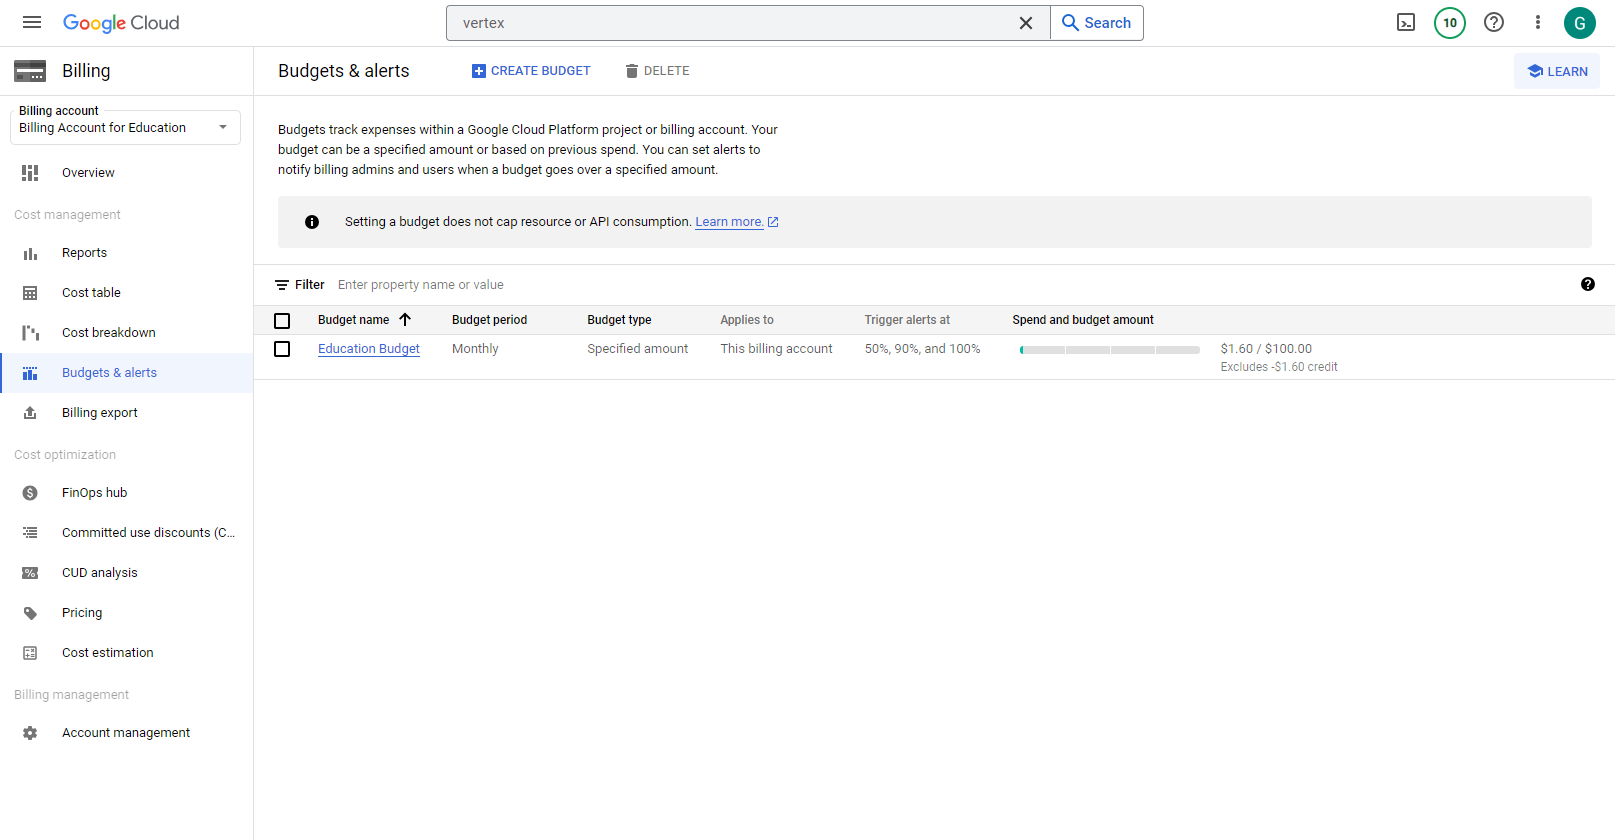 Google Cloud
vertex
Search
10
G
Billing
Budgets & alerts
CREATE BUDGET
DELETE
LEARN
Billing account
Billing Account for Education
Overview
Cost management
Reports
Cost table
Cost breakdown
Budgets & alerts
Billing export
Cost optimization
FinOps hub
Committed use discounts (C...
CUD analysis
Pricing
Cost estimation
Billing management
Account management
Budgets track expenses within a Google Cloud Platform project or billing account. Your
budget can be a specified amount or based on previous spend. You can set alerts to
notify billing admins and users when a budget goes over a specified amount.
Setting a budget does not cap resource or API consumption. Learn more.
Filter Enter property name or value
Budget name Budget period Budget type Applies to Trigger alerts at Spend and budget amount
Education Budget Monthly Specified amount This billing account 50%, 90%, and 100% $1.60 / $100.00
Excludes -$1.60 credit